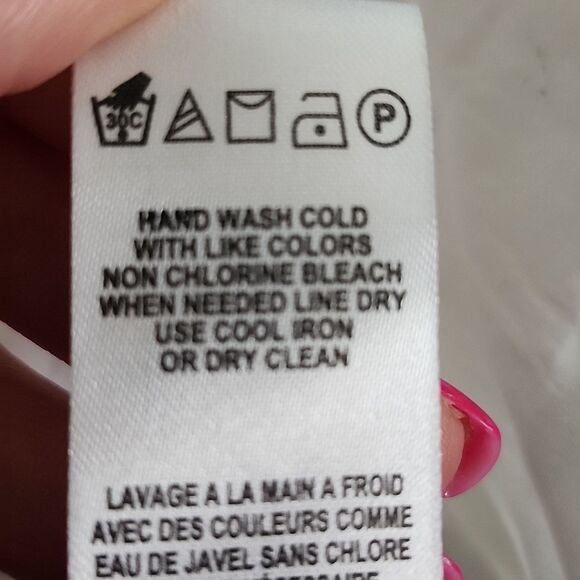 30C
P
HAND WASH COLD
WITH LIKE COLORS
NON CHLORINE BLEACH
WHEN NEEDED LINE DRY
USE COOL IRON
OR DRY CLEAN
LAVAGE A LA MAIN A FROID
AVEC DES COULEURS COMME
EAU DE JAVEL SANS CHLORE